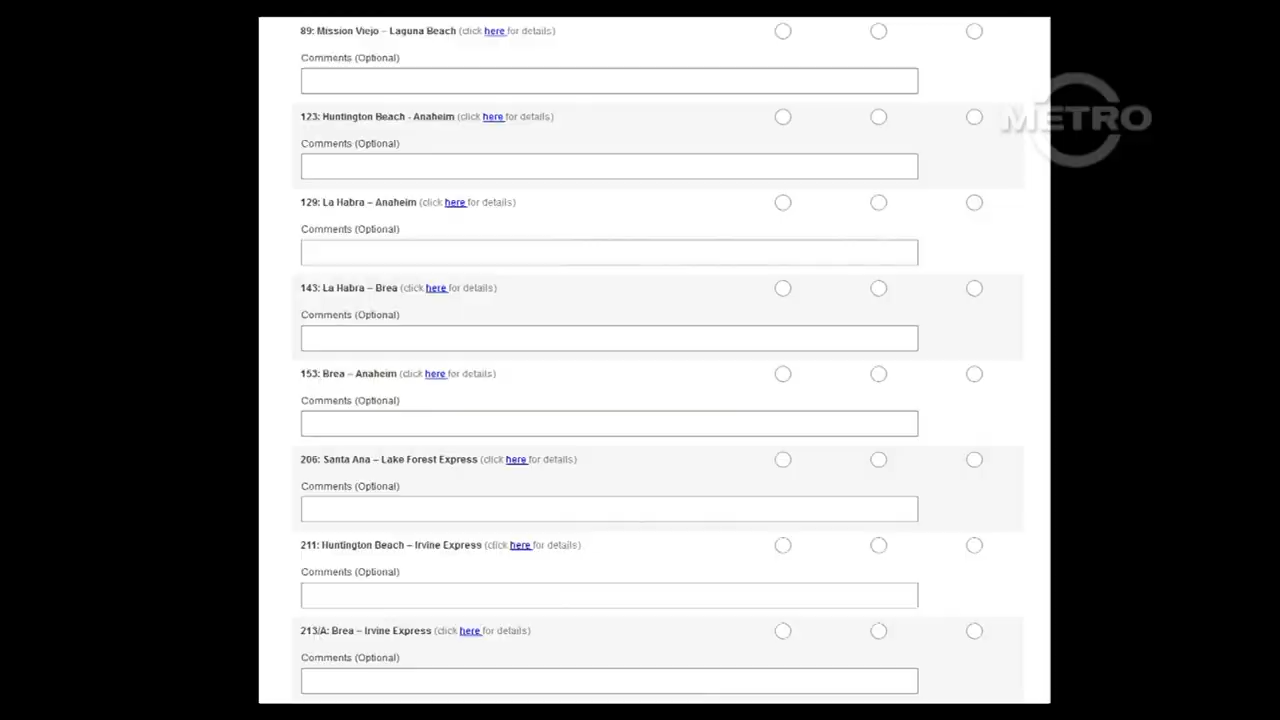 89: Mission Viejo – Laguna Beach (click here for details)
Comments (Optional)
METRO
123: Huntington Beach - Anaheim (click here for details)
Comments (Optional)
129: La Habra – Anaheim (click here for details)
Comments (Optional)
143: La Habra – Brea (click here for details)
Comments (Optional)
153: Brea – Anaheim (click here for details)
Comments (Optional)
206: Santa Ana – Lake Forest Express (click here for details)
Comments (Optional)
211: Huntington Beach – Irvine Express (click here for details)
Comments (Optional)
213/A: Brea – Irvine Express (click here for details)
Comments (Optional)